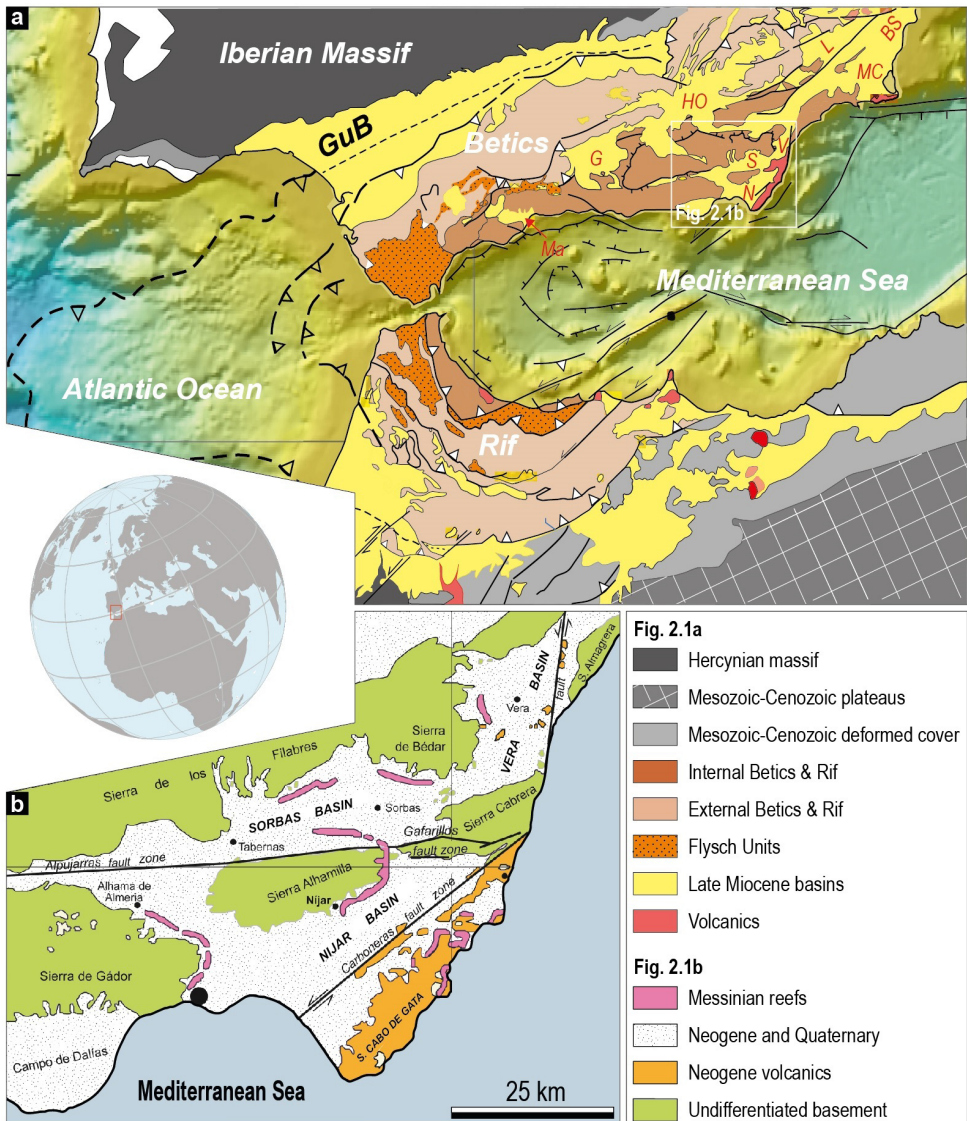 a
Iberian Massif
GuB
Betics
HO
L
BS
MC
G
S
V
N
Fig. 2.1b
Ma
Mediterranean Sea
Atlantic Ocean
Rif
b
Sierra de los
Filabres
Sierra
de Bédar
VERA
BASIN
Vera
fault
zone
S. Almagrera
SORBAS BASIN
Sorbas
Tabernas
Gafarillos
fault zone
Sierra Cabrera
Alpujarras fault zone
Alhama de
Almeria
Sierra Alhamilla
Níjar
NIJAR BASIN
Carboneras fault zone
Sierra de Gádor
Campo de Dalías
S. CABO DE GATA
Mediterranean Sea
25 km
Fig. 2.1a
Hercynian massif
Mesozoic-Cenozoic plateaus
Mesozoic-Cenozoic deformed cover
Internal Betics & Rif
External Betics & Rif
Flysch Units
Late Miocene basins
Volcanics
Fig. 2.1b
Messinian reefs
Neogene and Quaternary
Neogene volcanics
Undifferentiated basement